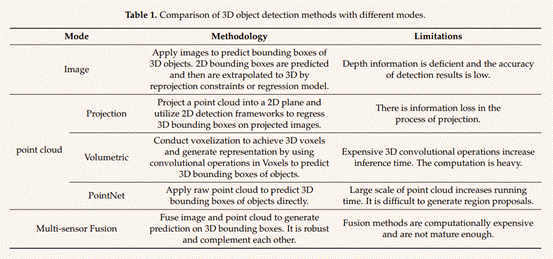 Table 1. Comparison of 3D object detection methods with different modes.
Mode Methodology Limitations
Image
Apply images to predict bounding boxes of
3D objects. 2D bounding boxes are predicted
and then are extrapolated to 3D by
reprojection constraints or regression model.
Depth information is deficient and the accuracy
of detection results is low.
point cloud
Projection
Project a point cloud into a 2D plane and
utilize 2D detection frameworks to regress
3D bounding boxes on projected images.
There is information loss in the
process of projection.
Volumetric
Conduct voxelization to achieve 3D voxels
and generate representation by using
convolutional operations in Voxels to predict
3D bounding boxes of objects.
Expensive 3D convolutional operations increase
inference time. The computation is heavy.
PointNet
Apply raw point cloud to predict 3D
bounding boxes of objects directly.
Large scale of point cloud increases running
time. It is difficult to generate region proposals.
Multi-sensor Fusion
Fuse image and point cloud to generate
prediction on 3D bounding boxes. It is robust
and complement each other.
Fusion methods are computationally expensive
and are not mature enough.